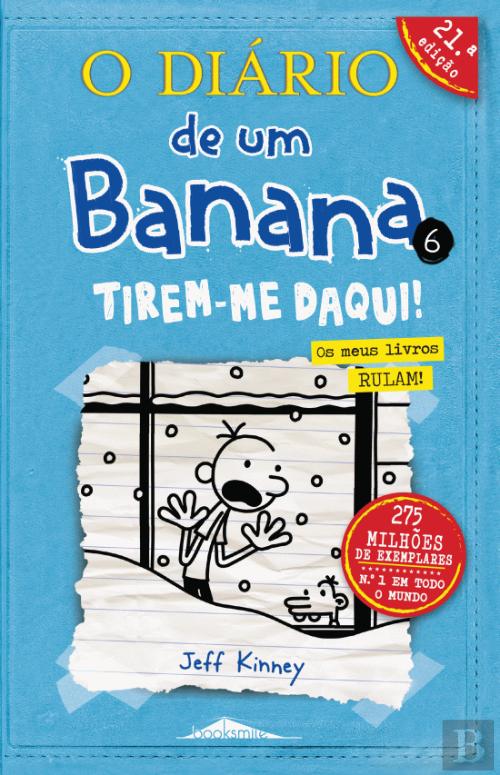 21.ª
edição
O DIÁRIO
de um
Banana
6
TIREM-ME DAQUI!
Os meus livros
RULAM!
275
MILHÕES
DE EXEMPLARES
N.º 1 EM TODO
O MUNDO
Jeff Kinney
booksmile
B